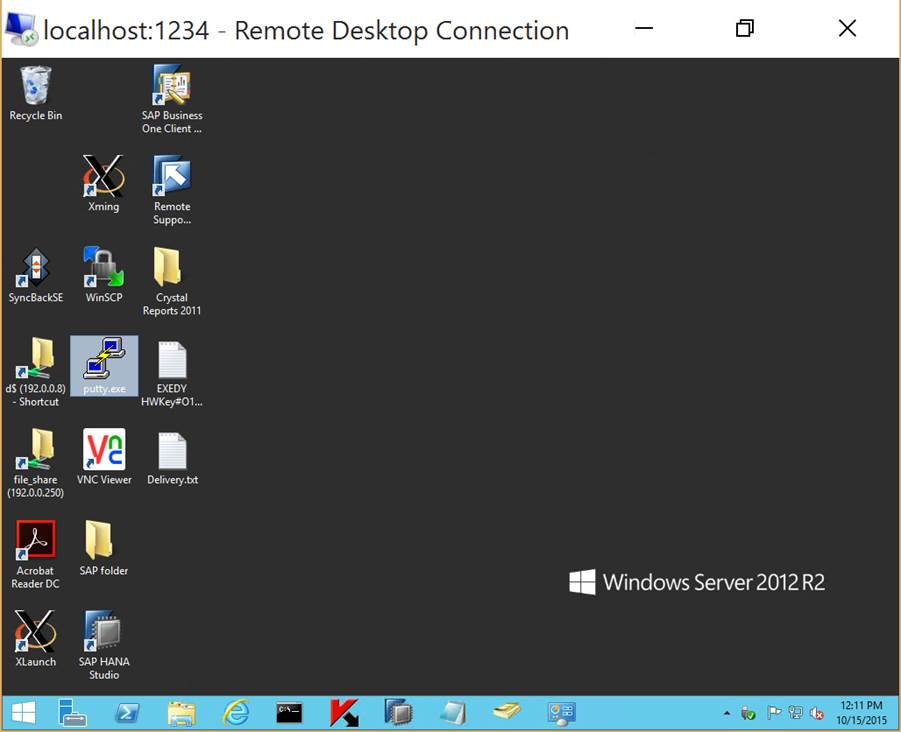 localhost:1234 - Remote Desktop Connection
Recycle Bin
SAP Business
One Client ...
Xming
Remote
Suppo...
SyncBackSE
WinSCP
Crystal
Reports 2011
d$ (192.0.0.8)
- Shortcut
putty.exe
EXEDY
HWKey#O1...
file_share
(192.0.0.250)
VNC Viewer
Delivery.txt
Acrobat
Reader DC
SAP folder
XLaunch
SAP HANA
Studio
Windows Server 2012 R2
12:11 PM
10/15/2015